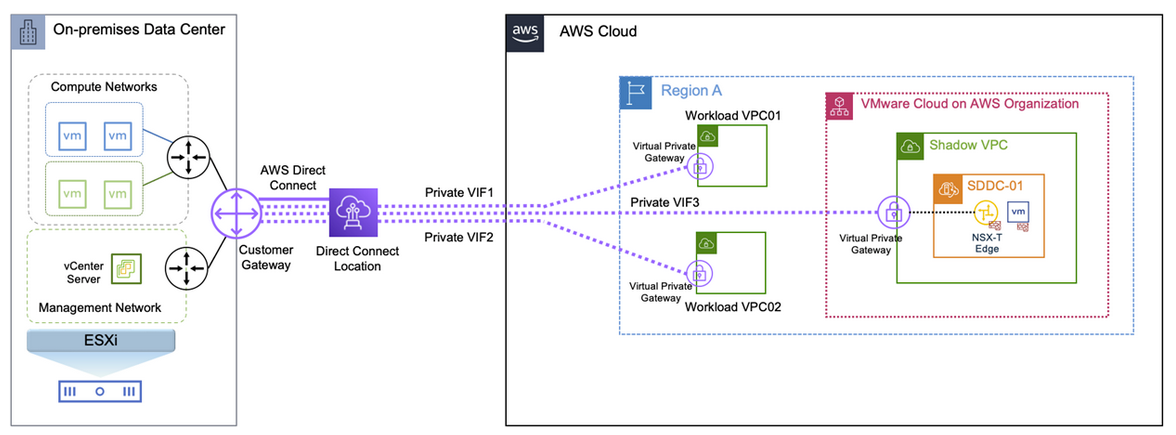 On-premises Data Center
Compute Networks
vm
vm
vm
vm
vCenter
Server
Management Network
ESXi
AWS Direct
Connect
Customer
Gateway
Direct Connect
Location
Private VIF1
Private VIF2
Private VIF3
aws
AWS Cloud
Region A
Workload VPC01
Virtual Private
Gateway
Virtual Private
Gateway
Workload VPC02
VMware Cloud on AWS Organization
Shadow VPC
Virtual Private
Gateway
SDDC-01
vm
NSX-T
Edge